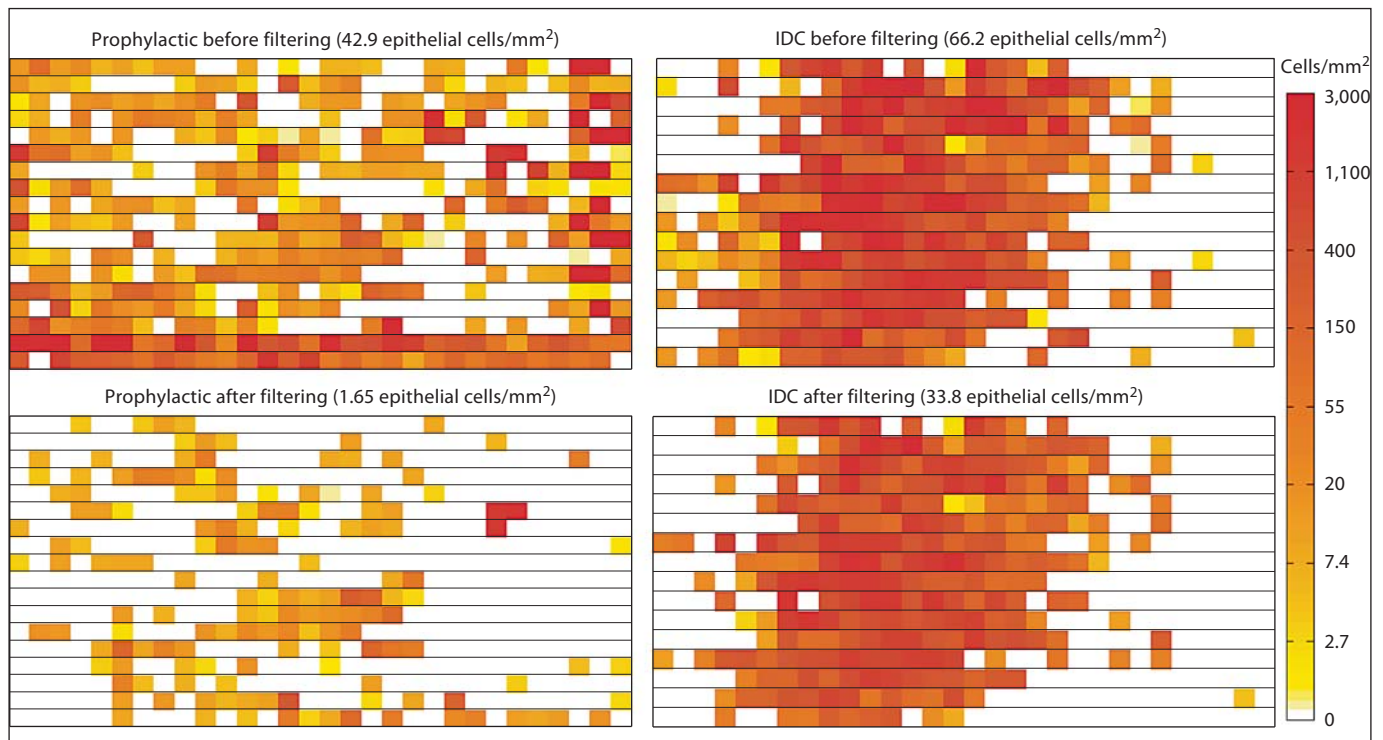 Prophylactic before filtering (42.9 epithelial cells/mm²)
IDC before filtering (66.2 epithelial cells/mm²)
Cells/mm²
3,000
1,100
400
150
55
20
7.4
2.7
0
Prophylactic after filtering (1.65 epithelial cells/mm²)
IDC after filtering (33.8 epithelial cells/mm²)